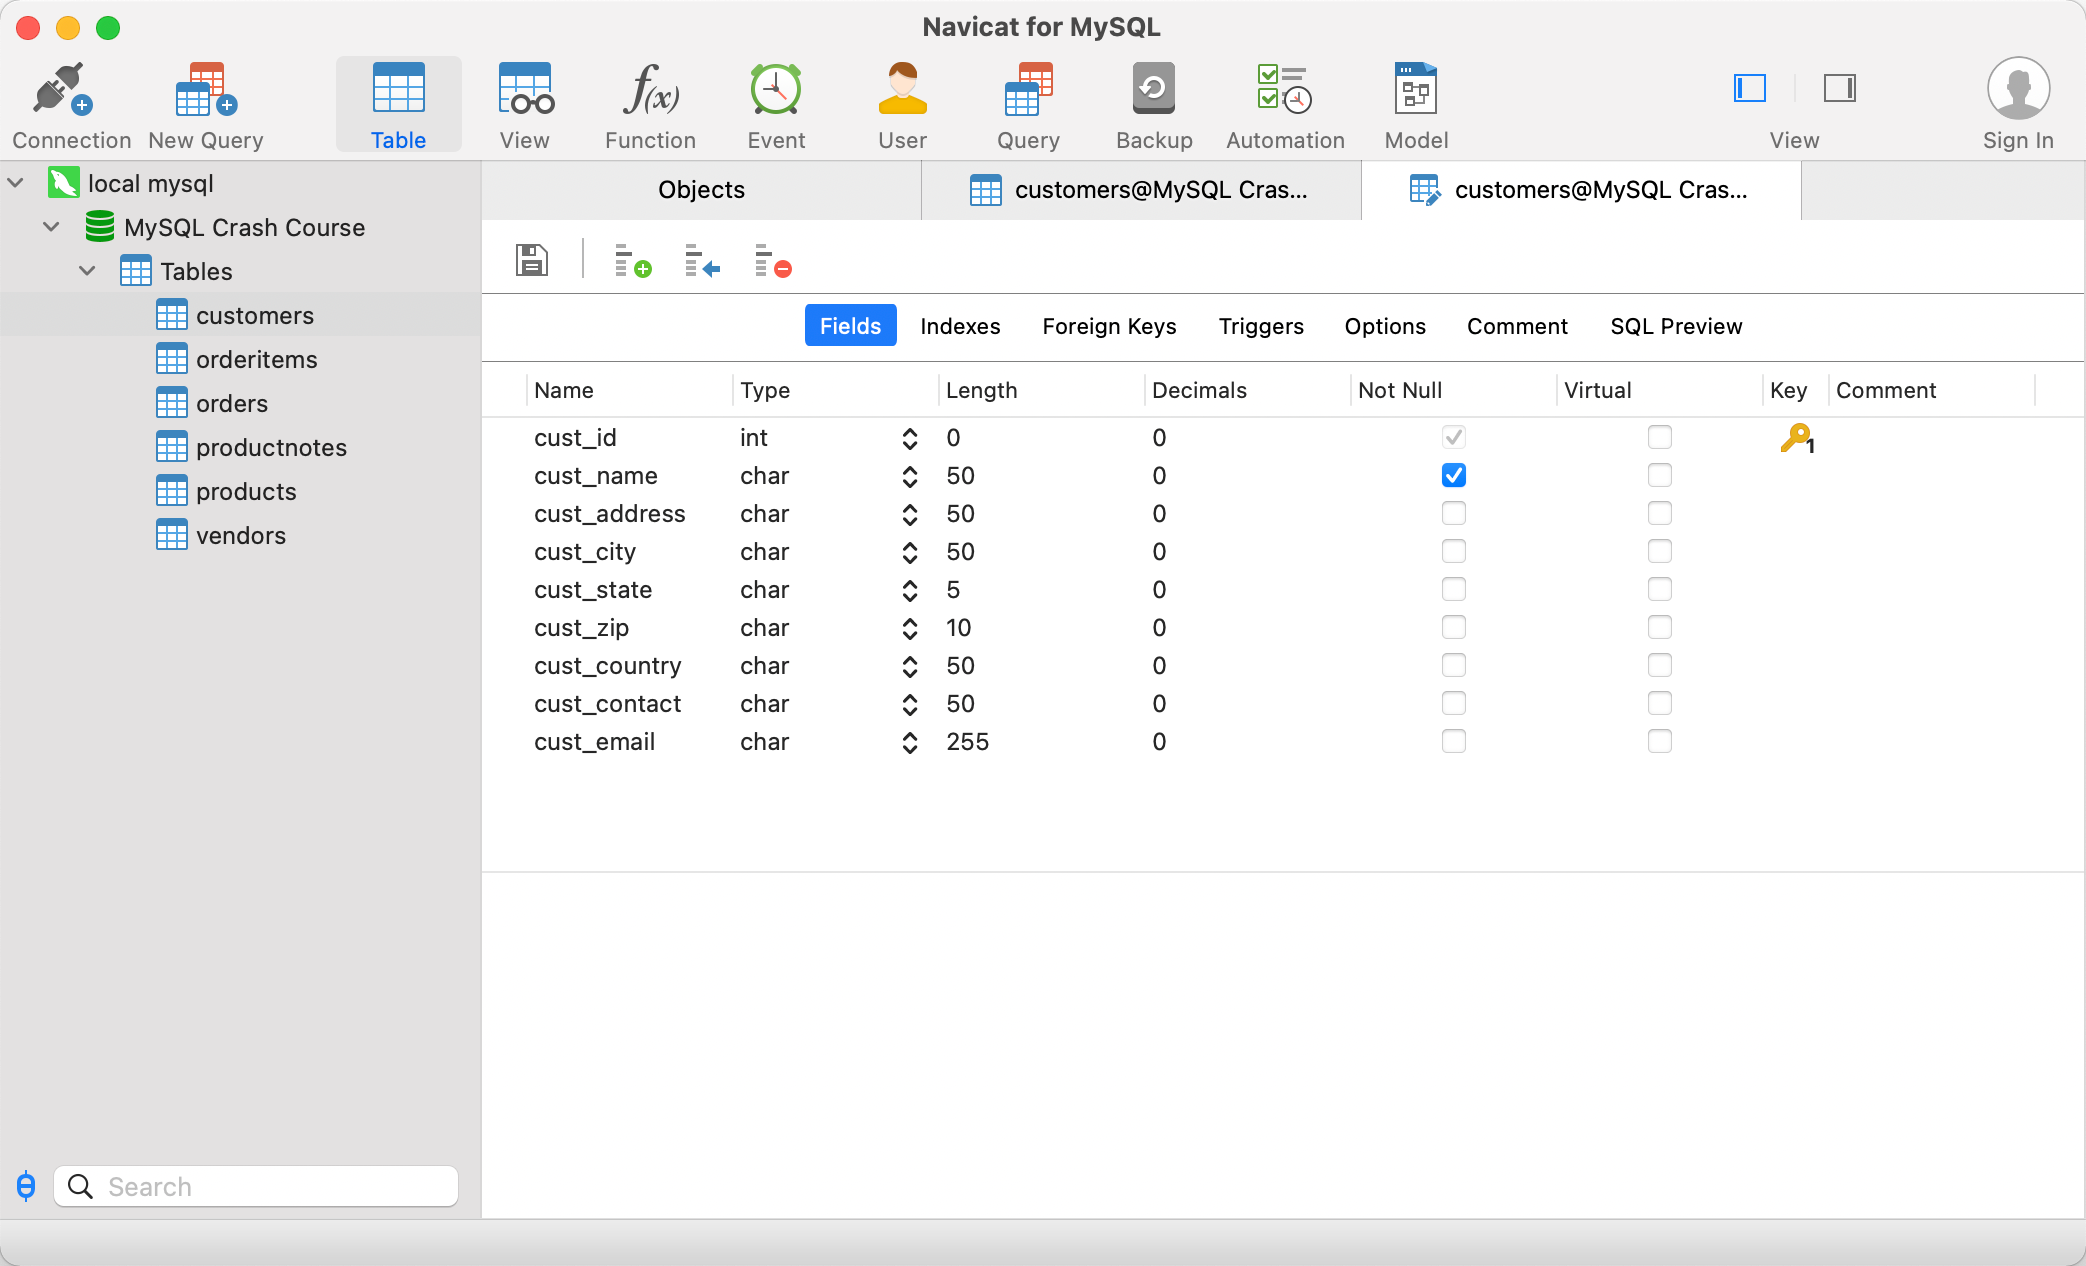 Navicat for MySQL
Connection New Query Table View Function Event User Query Backup Automation Model View Sign In
local mysql
MySQL Crash Course
Tables
customers
orderitems
orders
productnotes
products
vendors
Search
Objects customers@MySQL Cras... customers@MySQL Cras...
Fields Indexes Foreign Keys Triggers Options Comment SQL Preview
Name Type Length Decimals Not Null Virtual Key Comment
cust_id int 0 0 1
cust_name char 50 0
cust_address char 50 0
cust_city char 50 0
cust_state char 5 0
cust_zip char 10 0
cust_country char 50 0
cust_contact char 50 0
cust_email char 255 0